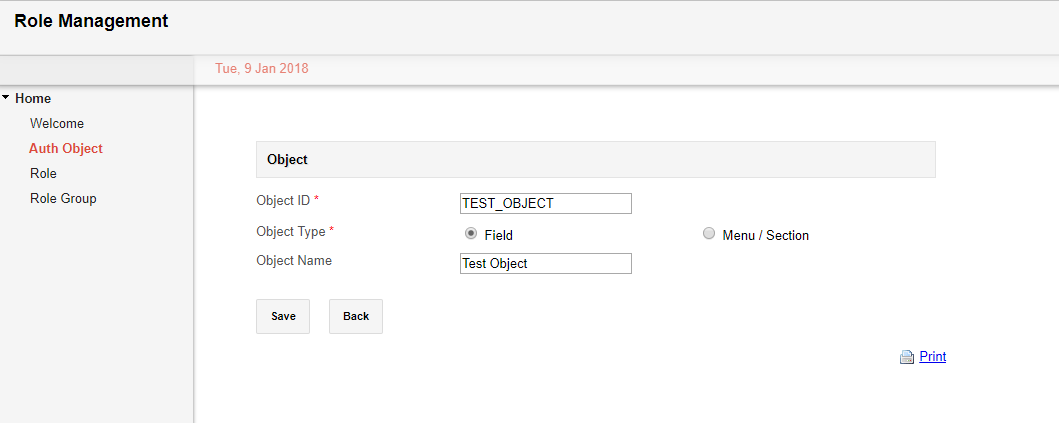 Role Management
Tue, 9 Jan 2018
Home
Welcome
Auth Object
Role
Role Group
Object
Object ID * TEST_OBJECT
Object Type * Field Menu / Section
Object Name Test Object
Save Back
Print